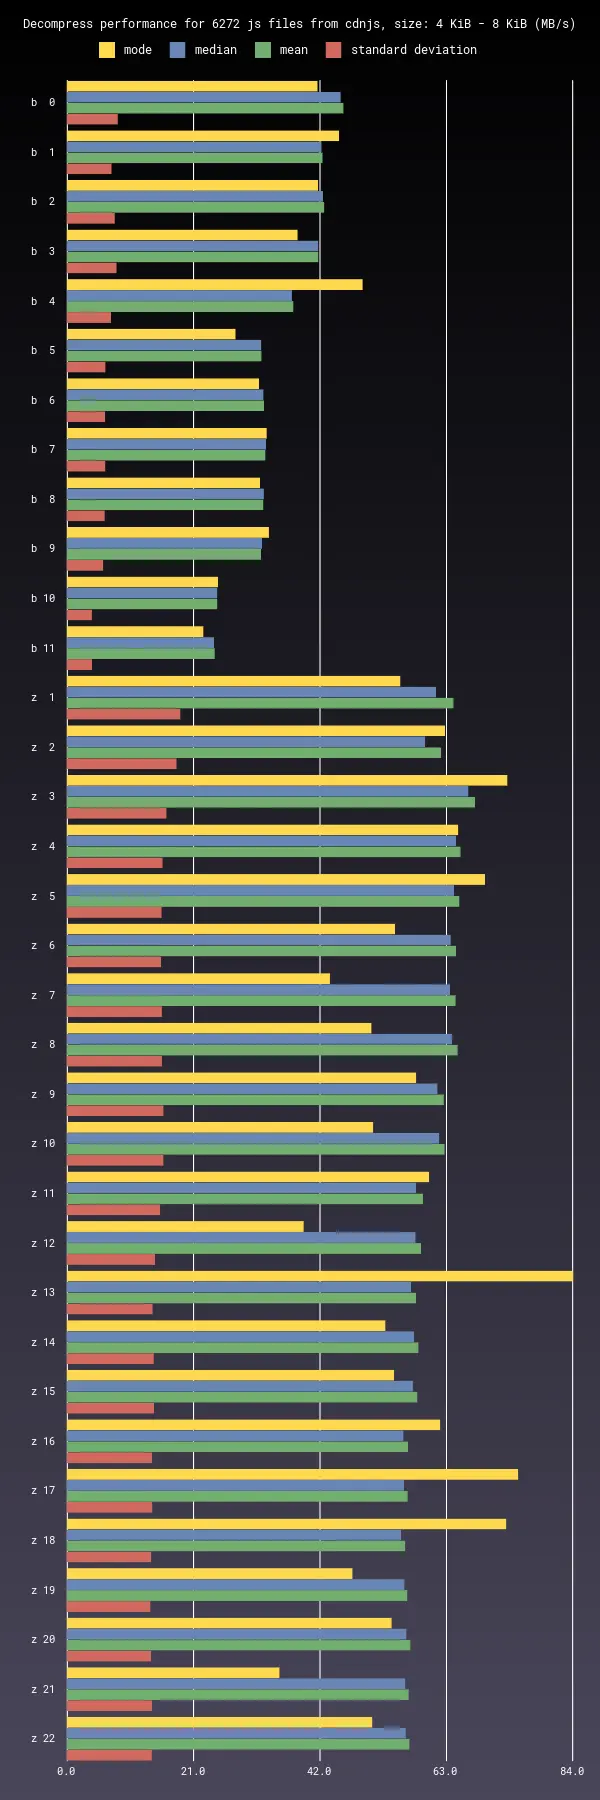 Decompress performance for 6272 js files from cdnjs, size: 4 KiB - 8 KiB (MB/s)
mode median mean standard deviation
b 0
b 1
b 2
b 3
b 4
b 5
b 6
b 7
b 8
b 9
b 10
b 11
z 1
z 2
z 3
z 4
z 5
z 6
z 7
z 8
z 9
z 10
z 11
z 12
z 13
z 14
z 15
z 16
z 17
z 18
z 19
z 20
z 21
z 22
0.0 21.0 42.0 63.0 84.0